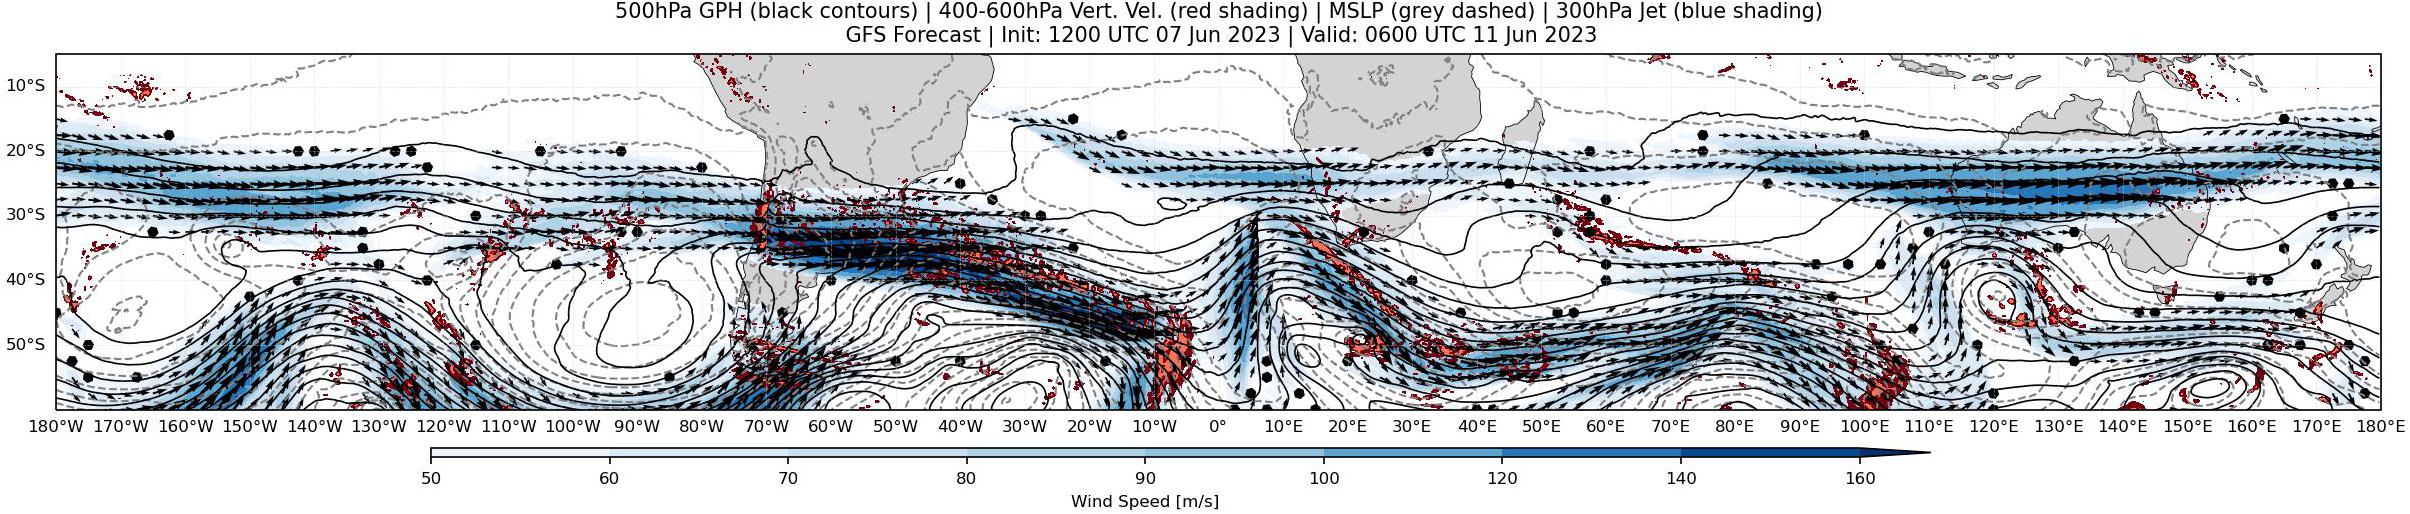 500hPa GPH (black contours) | 400-600hPa Vert. Vel. (red shading) | MSLP (grey dashed) | 300hPa Jet (blue shading)
GFS Forecast | Init: 1200 UTC 07 Jun 2023 | Valid: 0600 UTC 11 Jun 2023
10°S
20°S
30°S
40°S
50°S
180°W 170°W 160°W 150°W 140°W 130°W 120°W 110°W 100°W 90°W 80°W 70°W 60°W 50°W 40°W 30°W 20°W 10°W 0° 10°E 20°E 30°E 40°E 50°E 60°E 70°E 80°E 90°E 100°E 110°E 120°E 130°E 140°E 150°E 160°E 170°E 180°E
50 60 70 80 90 100 120 140 160
Wind Speed [m/s]